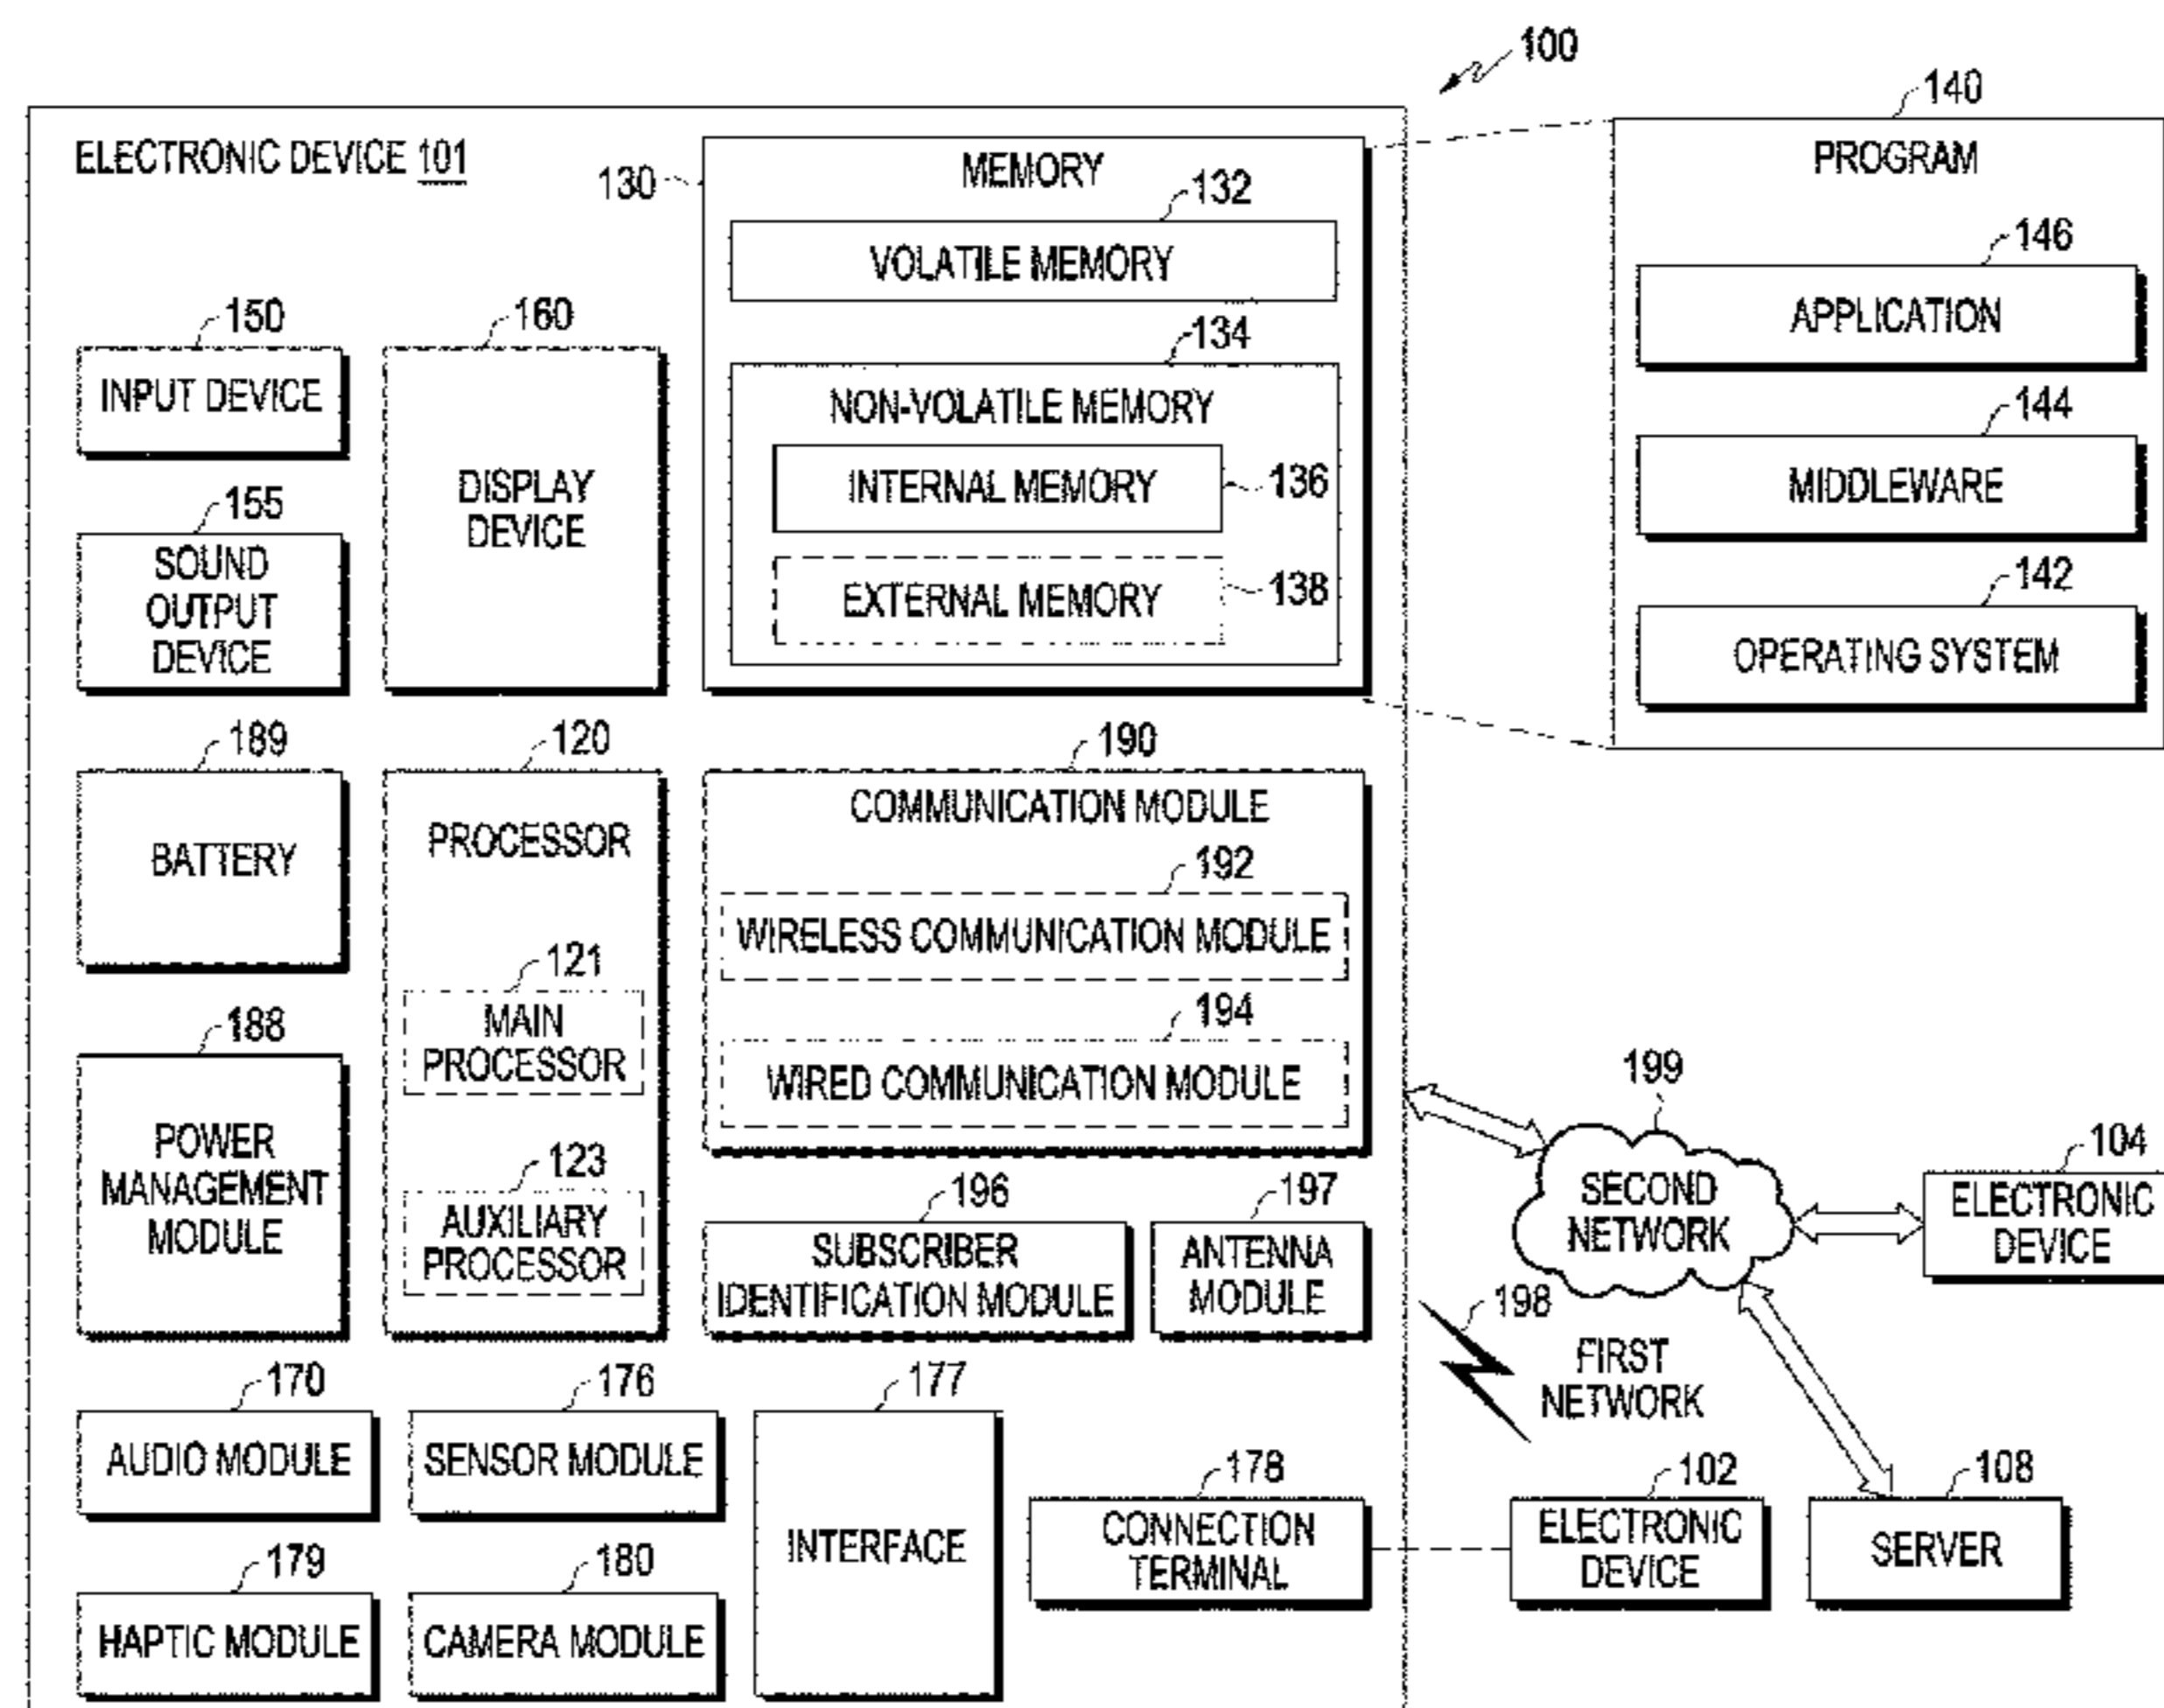 100
ELECTRONIC DEVICE 101
130
MEMORY
132
VOLATILE MEMORY
134
NON-VOLATILE MEMORY
INTERNAL MEMORY
136
EXTERNAL MEMORY
138
140
PROGRAM
146
APPLICATION
144
MIDDLEWARE
142
OPERATING SYSTEM
150
INPUT DEVICE
160
DISPLAY
DEVICE
155
SOUND
OUTPUT
DEVICE
189
BATTERY
120
PROCESSOR
121
MAIN
PROCESSOR
123
AUXILIARY
PROCESSOR
190
COMMUNICATION MODULE
192
WIRELESS COMMUNICATION MODULE
194
WIRED COMMUNICATION MODULE
188
POWER
MANAGEMENT
MODULE
196
SUBSCRIBER
IDENTIFICATION MODULE
197
ANTENNA
MODULE
199
SECOND
NETWORK
104
ELECTRONIC
DEVICE
198
FIRST
NETWORK
170
AUDIO MODULE
176
SENSOR MODULE
177
INTERFACE
178
CONNECTION
TERMINAL
102
ELECTRONIC
DEVICE
108
SERVER
179
HAPTIC MODULE
180
CAMERA MODULE